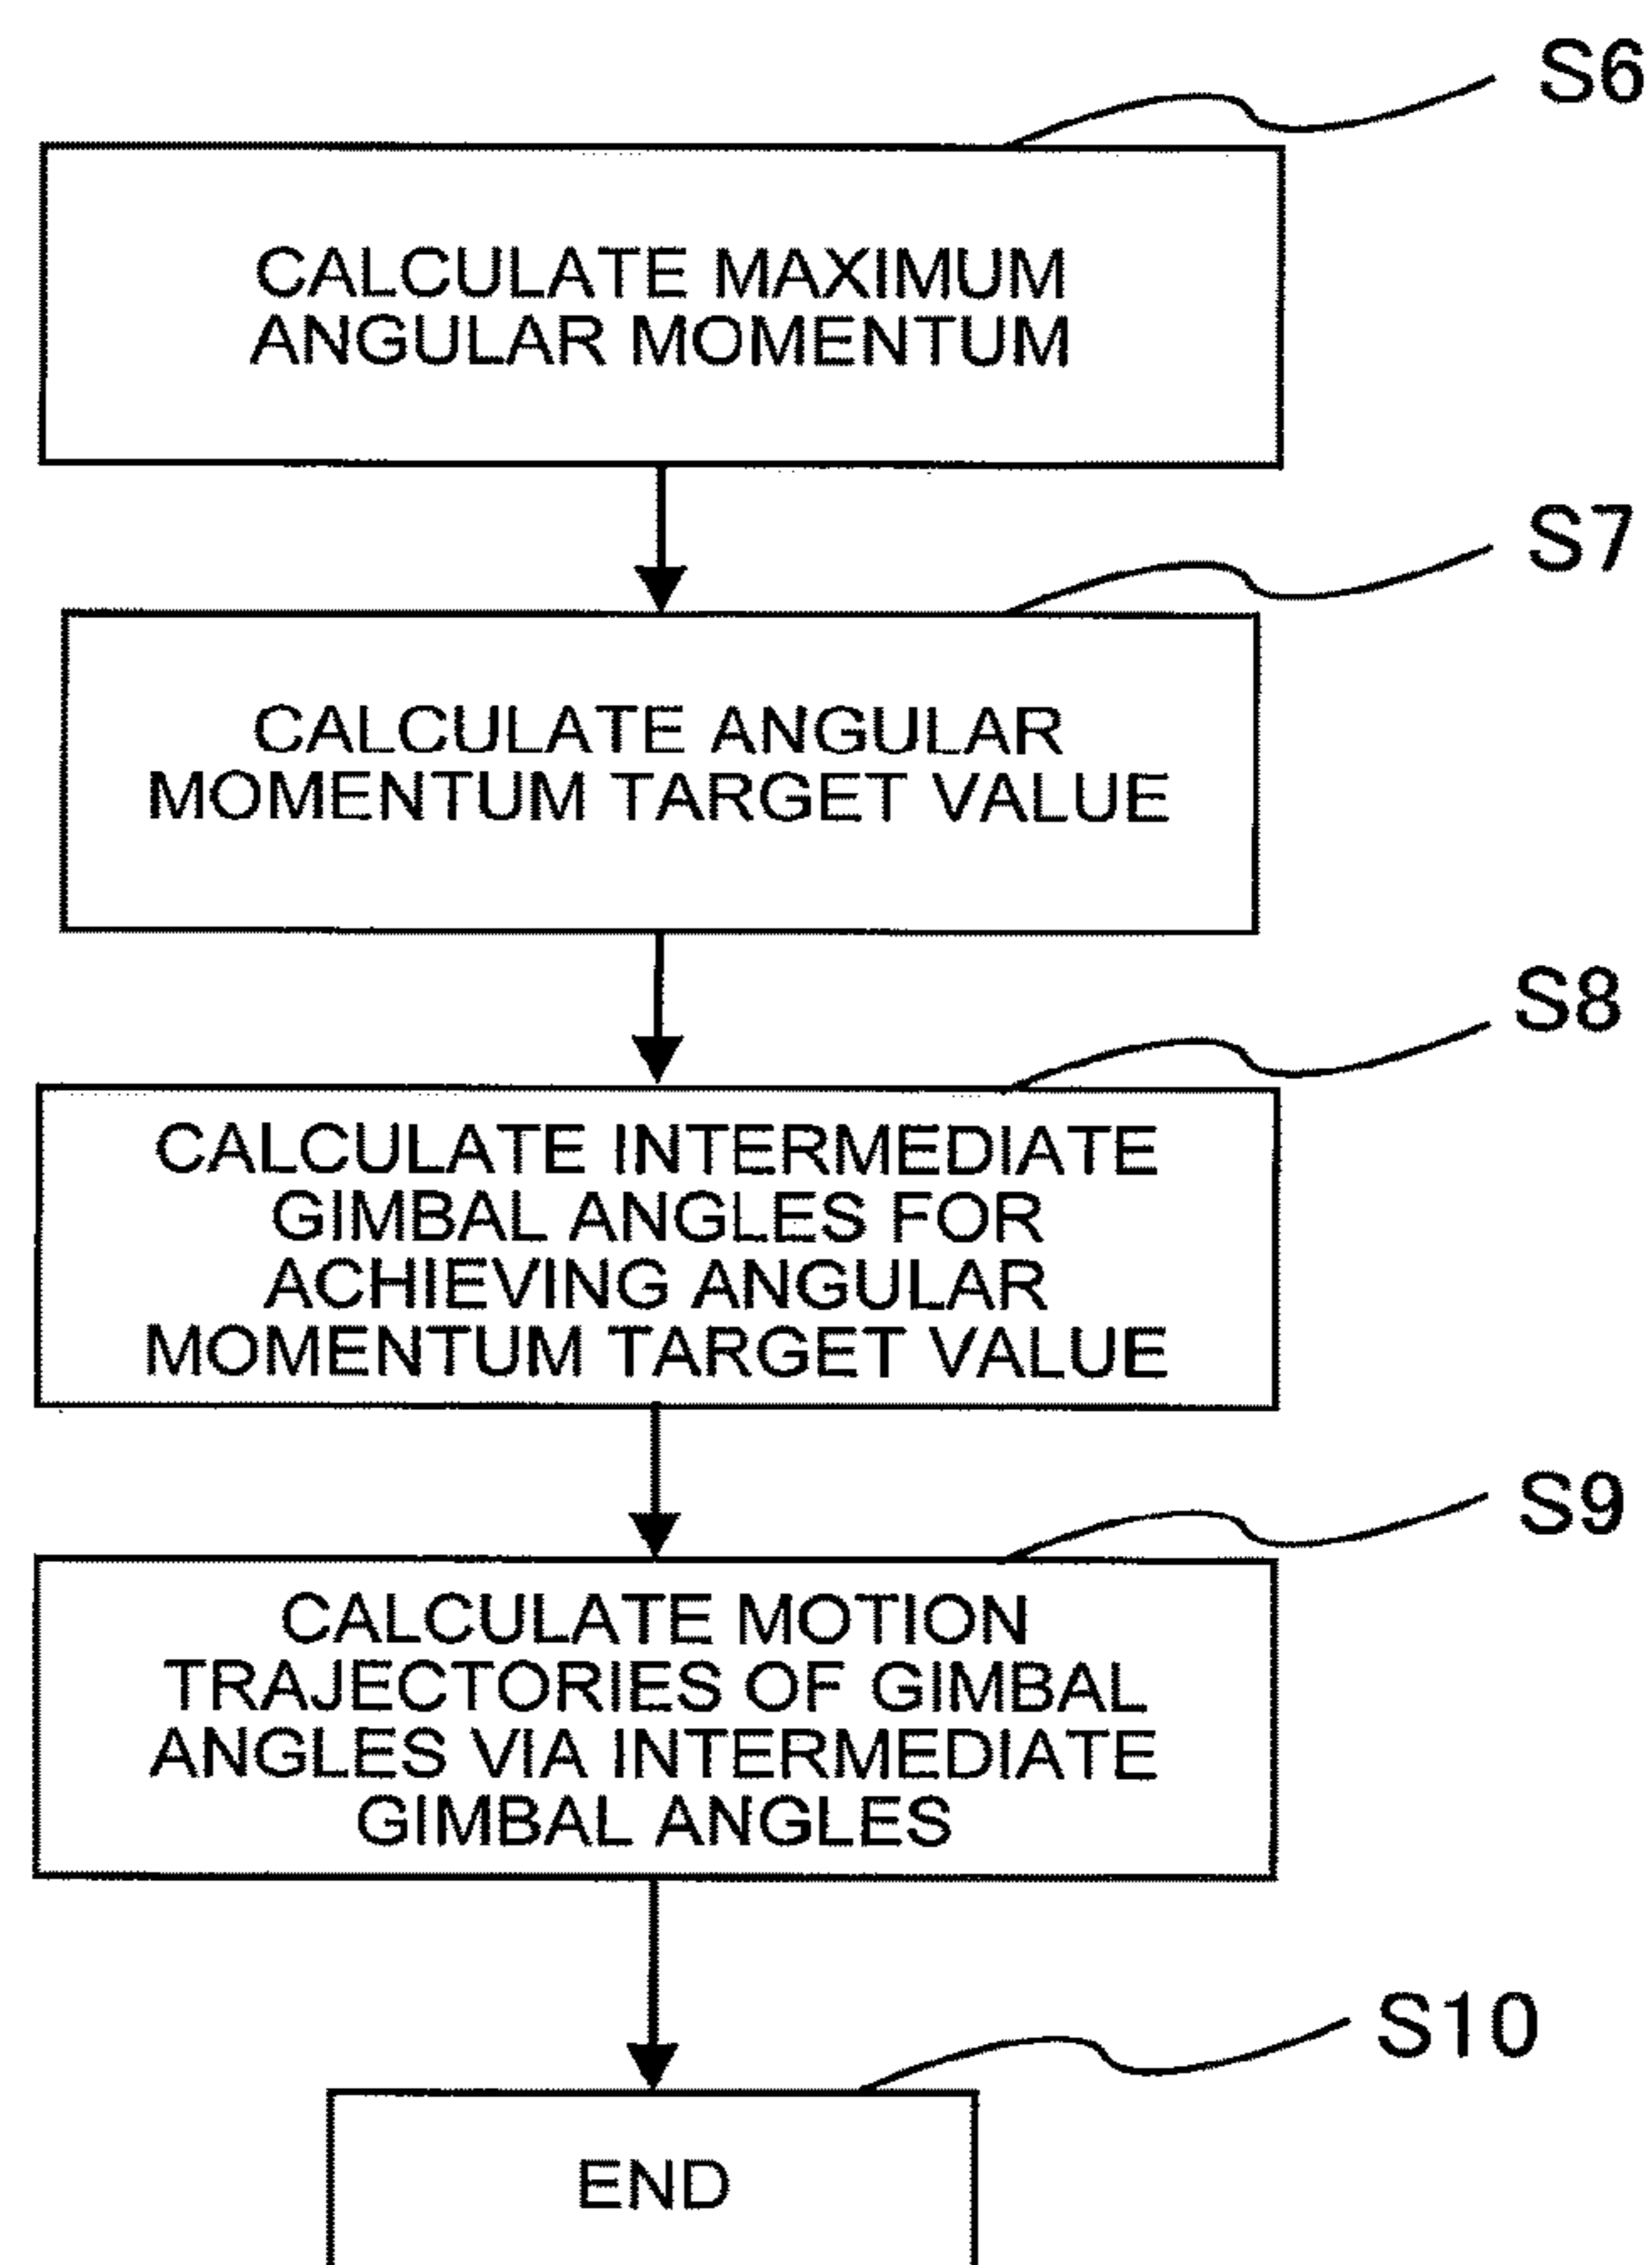 S6
CALCULATE MAXIMUM
ANGULAR MOMENTUM
S7
CALCULATE ANGULAR
MOMENTUM TARGET VALUE
S8
CALCULATE INTERMEDIATE
GIMBAL ANGLES FOR
ACHIEVING ANGULAR
MOMENTUM TARGET VALUE
S9
CALCULATE MOTION
TRAJECTORIES OF GIMBAL
ANGLES VIA INTERMEDIATE
GIMBAL ANGLES
S10
END